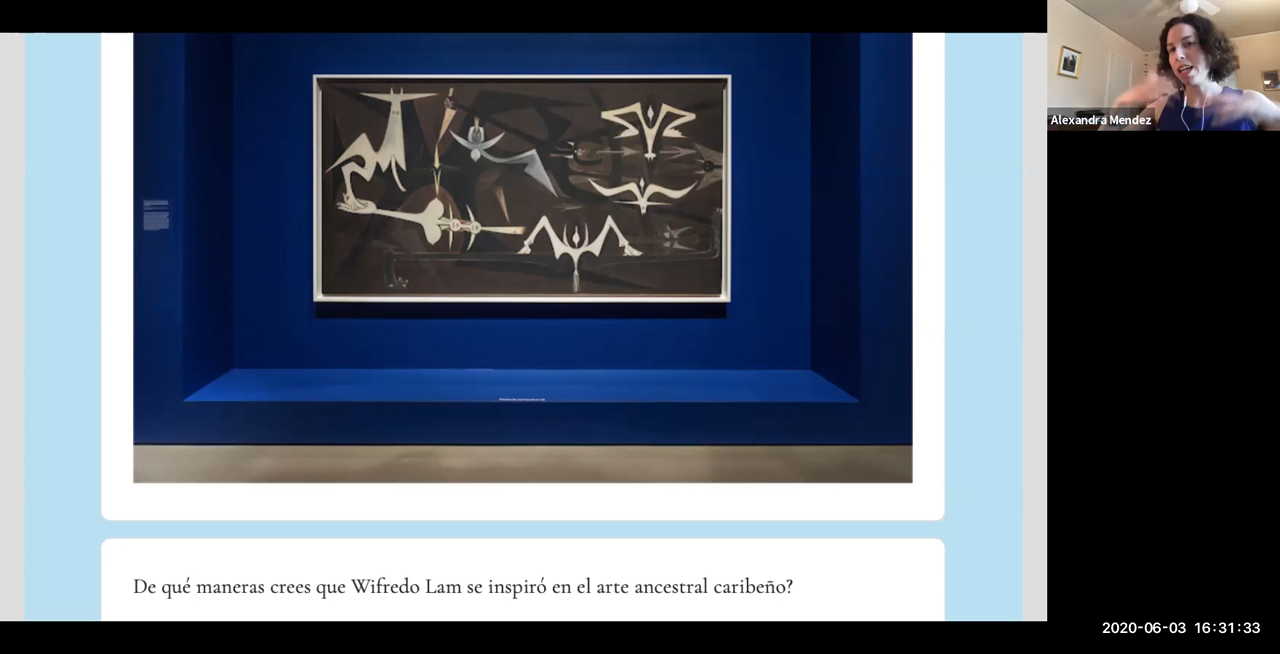 Alexandra Mendez
De qué maneras crees que Wifredo Lam se inspiró en el arte ancestral caribeño?
2020-06-03 16:31:33